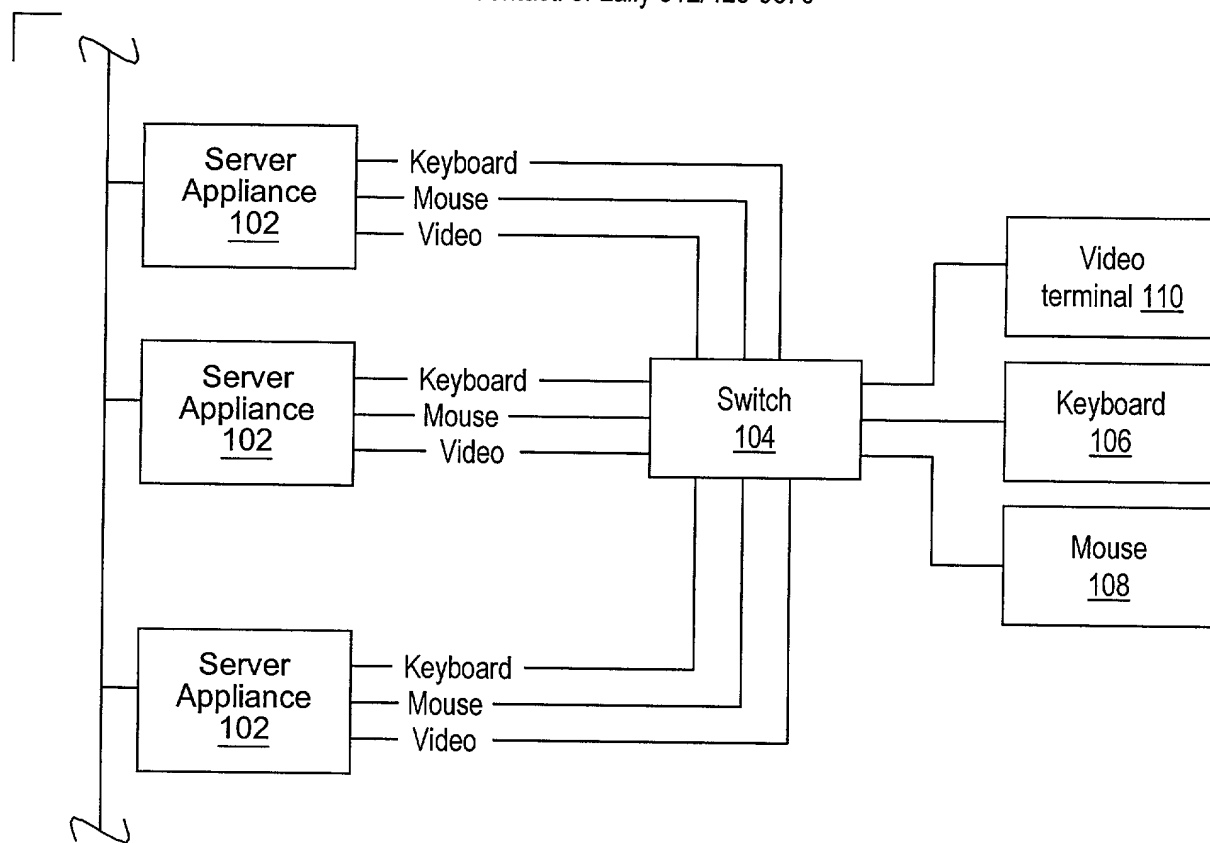 Server
Appliance
102
Keyboard
Mouse
Video
Server
Appliance
102
Keyboard
Mouse
Video
Server
Appliance
102
Keyboard
Mouse
Video
Switch
104
Video
terminal 110
Keyboard
106
Mouse
108